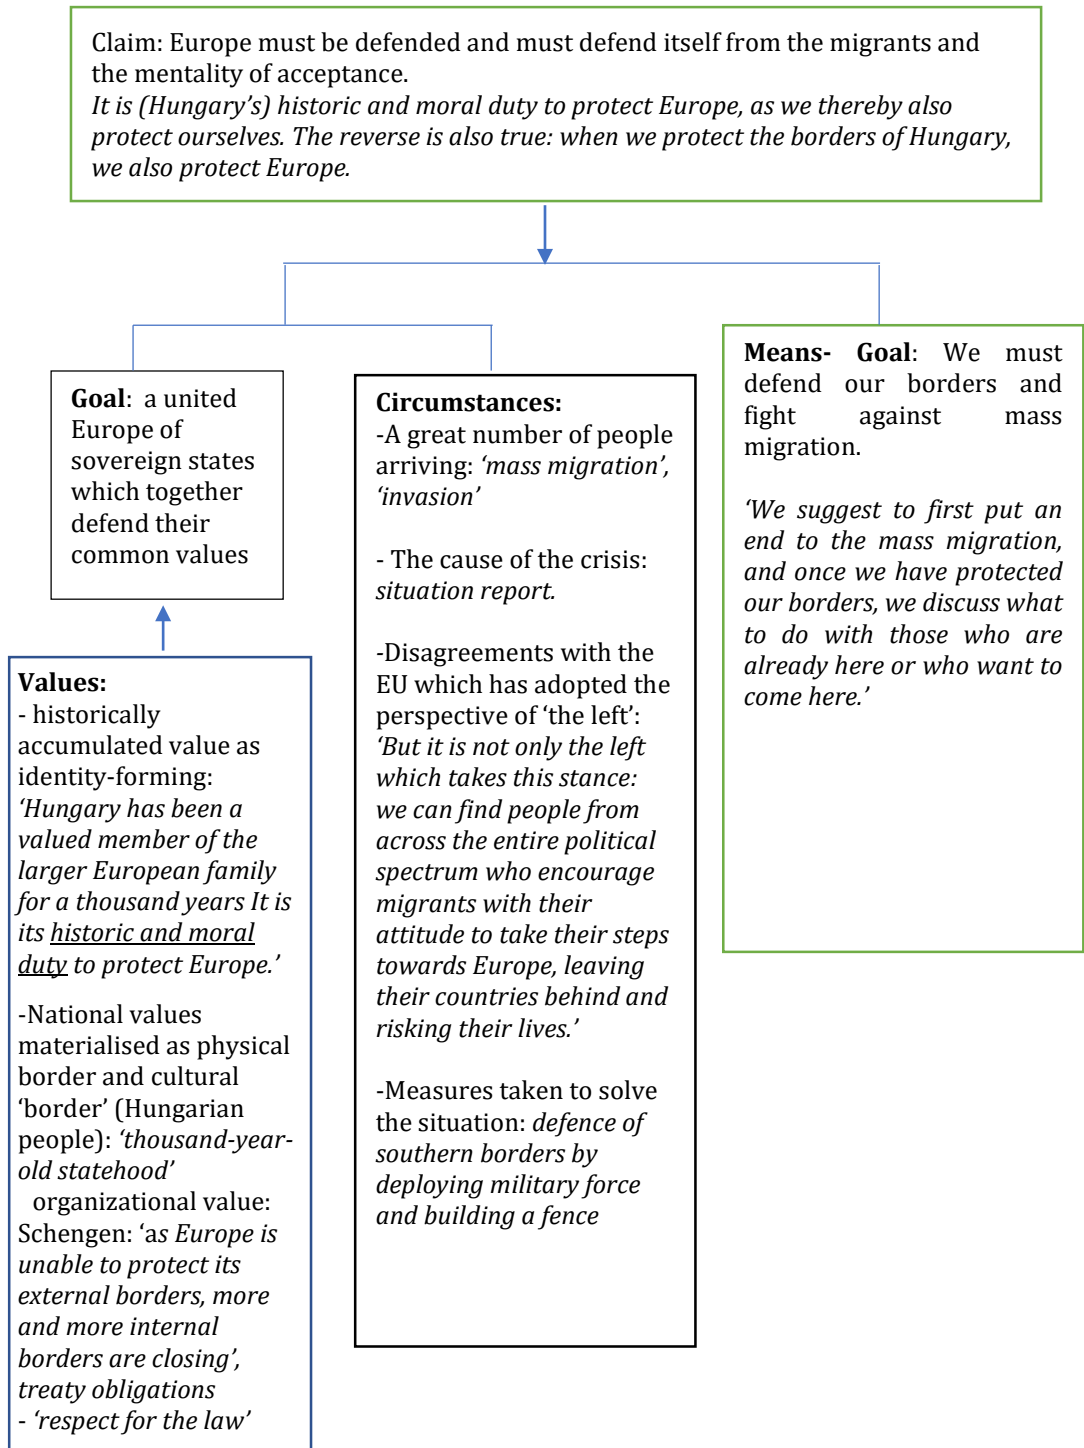 Claim: Europe must be defended and must defend itself from the migrants and
the mentality of acceptance.
It is (Hungary’s) historic and moral duty to protect Europe, as we thereby also
protect ourselves. The reverse is also true: when we protect the borders of Hungary,
we also protect Europe.
Goal: a united
Europe of
sovereign states
which together
defend their
common values
Values:
- historically
accumulated value as
identity-forming:
‘Hungary has been a
valued member of the
larger European family
for a thousand years It is
its historic and moral
duty to protect Europe.’
-National values
materialised as physical
border and cultural
‘border’ (Hungarian
people): ‘thousand-year-
old statehood’
organizational value:
Schengen: ‘as Europe is
unable to protect its
external borders, more
and more internal
borders are closing’,
treaty obligations
- ‘respect for the law’
Circumstances:
-A great number of people
arriving: ‘mass migration’,
‘invasion’
- The cause of the crisis:
situation report.
-Disagreements with the
EU which has adopted the
perspective of ‘the left’:
‘But it is not only the left
which takes this stance:
we can find people from
across the entire political
spectrum who encourage
migrants with their
attitude to take their steps
towards Europe, leaving
their countries behind and
risking their lives.’
-Measures taken to solve
the situation: defence of
southern borders by
deploying military force
and building a fence
Means- Goal: We must
defend our borders and
fight against mass
migration.
‘We suggest to first put an
end to the mass migration,
and once we have protected
our borders, we discuss what
to do with those who are
already here or who want to
come here.’